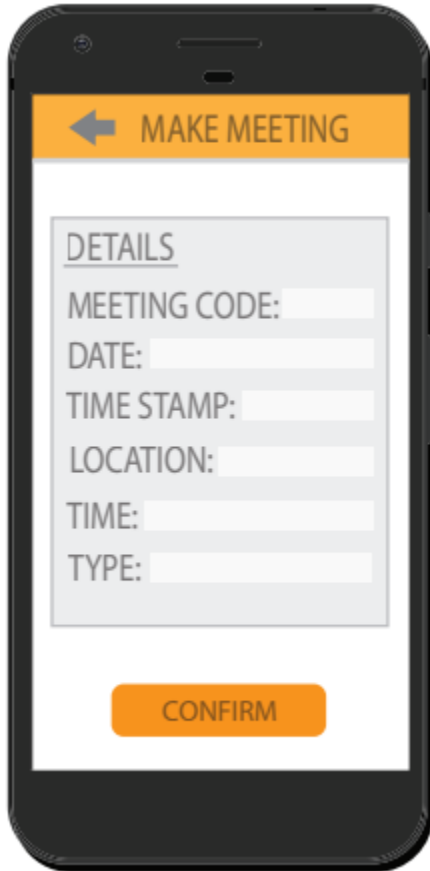 MAKE MEETING
DETAILS
MEETING CODE:
DATE:
TIME STAMP:
LOCATION:
TIME:
TYPE:
CONFIRM